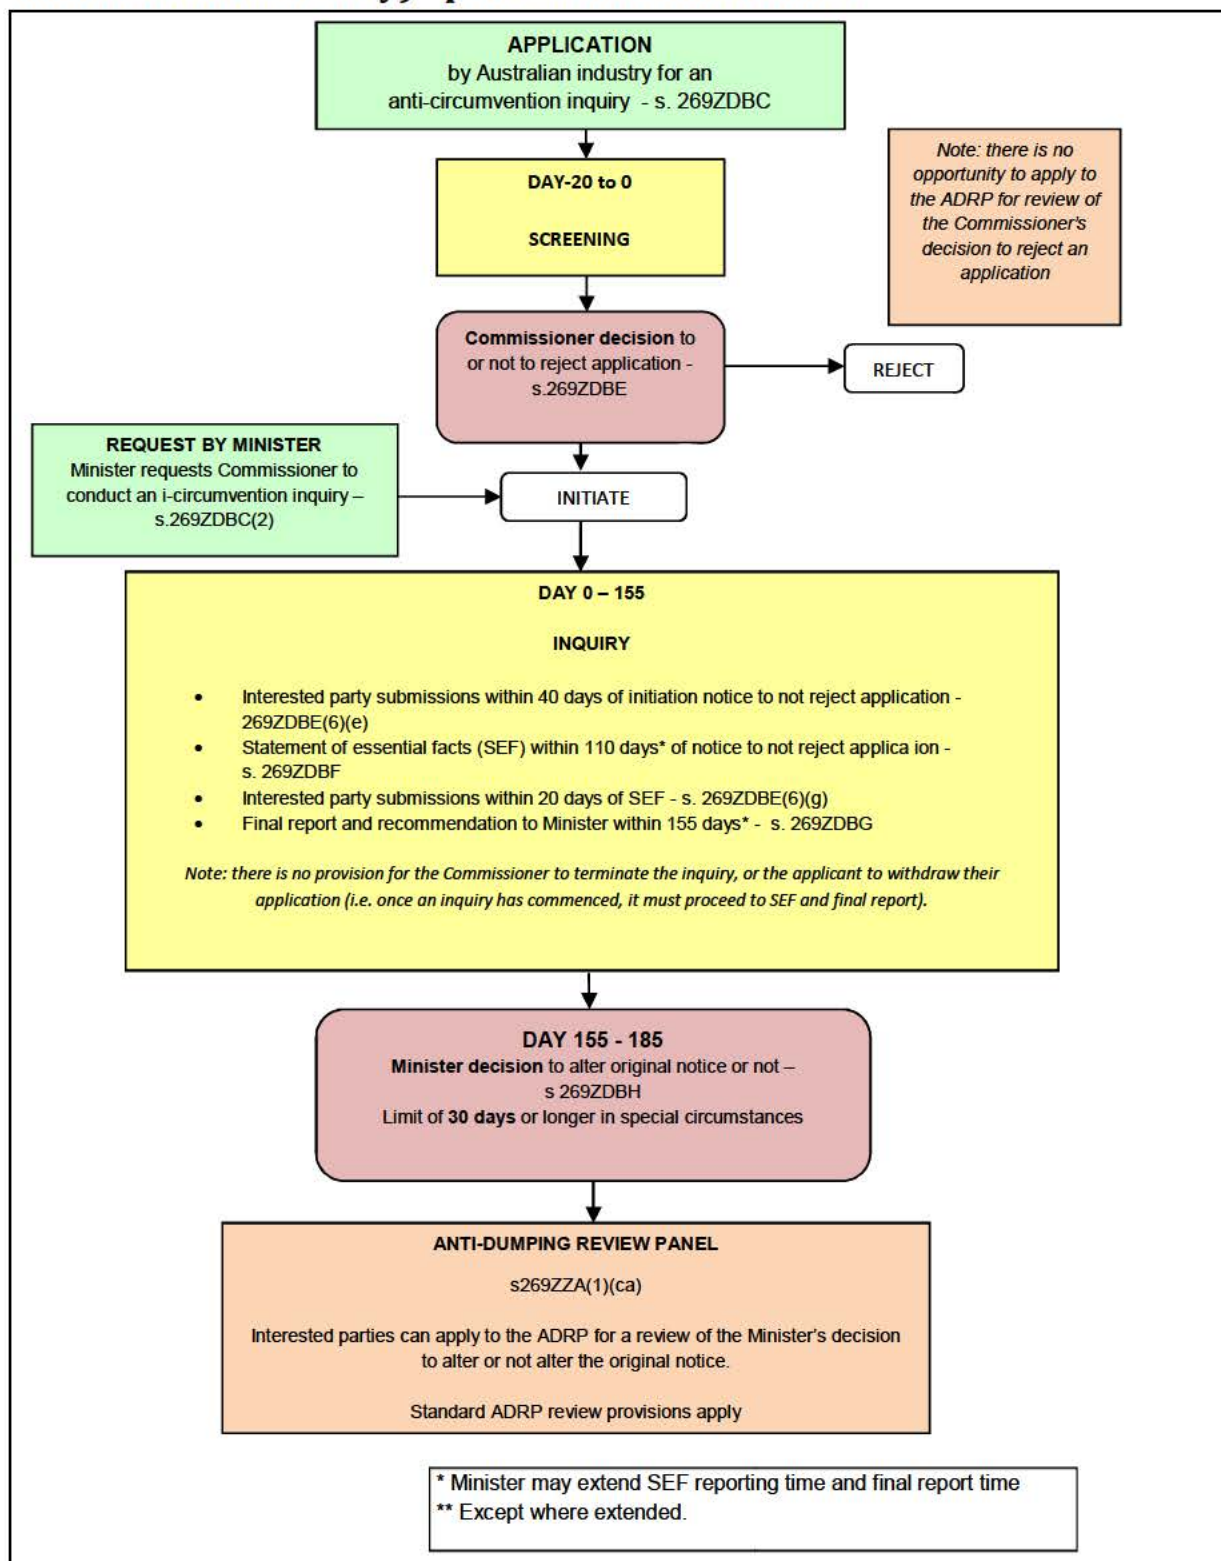 APPLICATION
by Australian industry for an
anti-circumvention inquiry - s. 269ZDBC
Note: there is no
opportunity to apply to
the ADRP for review of
the Commissioner's
decision to reject an
application
DAY-20 to 0
SCREENING
Commissioner decision to
or not to reject application -
s.269ZDBE
REJECT
REQUEST BY MINISTER
Minister requests Commissioner to
conduct an i-circumvention inquiry –
s.269ZDBC(2)
INITIATE
DAY 0 – 155
INQUIRY
• Interested party submissions within 40 days of initiation notice to not reject application -
269ZDBE(6)(e)
• Statement of essential facts (SEF) within 110 days* of notice to not reject applica ion -
s. 269ZDBF
• Interested party submissions within 20 days of SEF - s. 269ZDBE(6)(g)
• Final report and recommendation to Minister within 155 days* - s. 269ZDBG
Note: there is no provision for the Commissioner to terminate the inquiry, or the applicant to withdraw their
application (i.e. once an inquiry has commenced, it must proceed to SEF and final report).
DAY 155 - 185
Minister decision to alter original notice or not –
s 269ZDBH
Limit of 30 days or longer in special circumstances
ANTI-DUMPING REVIEW PANEL
s269ZZA(1)(ca)
Interested parties can apply to the ADRP for a review of the Minister's decision
to alter or not alter the original notice.
Standard ADRP review provisions apply
* Minister may extend SEF reporting time and final report time
** Except where extended.